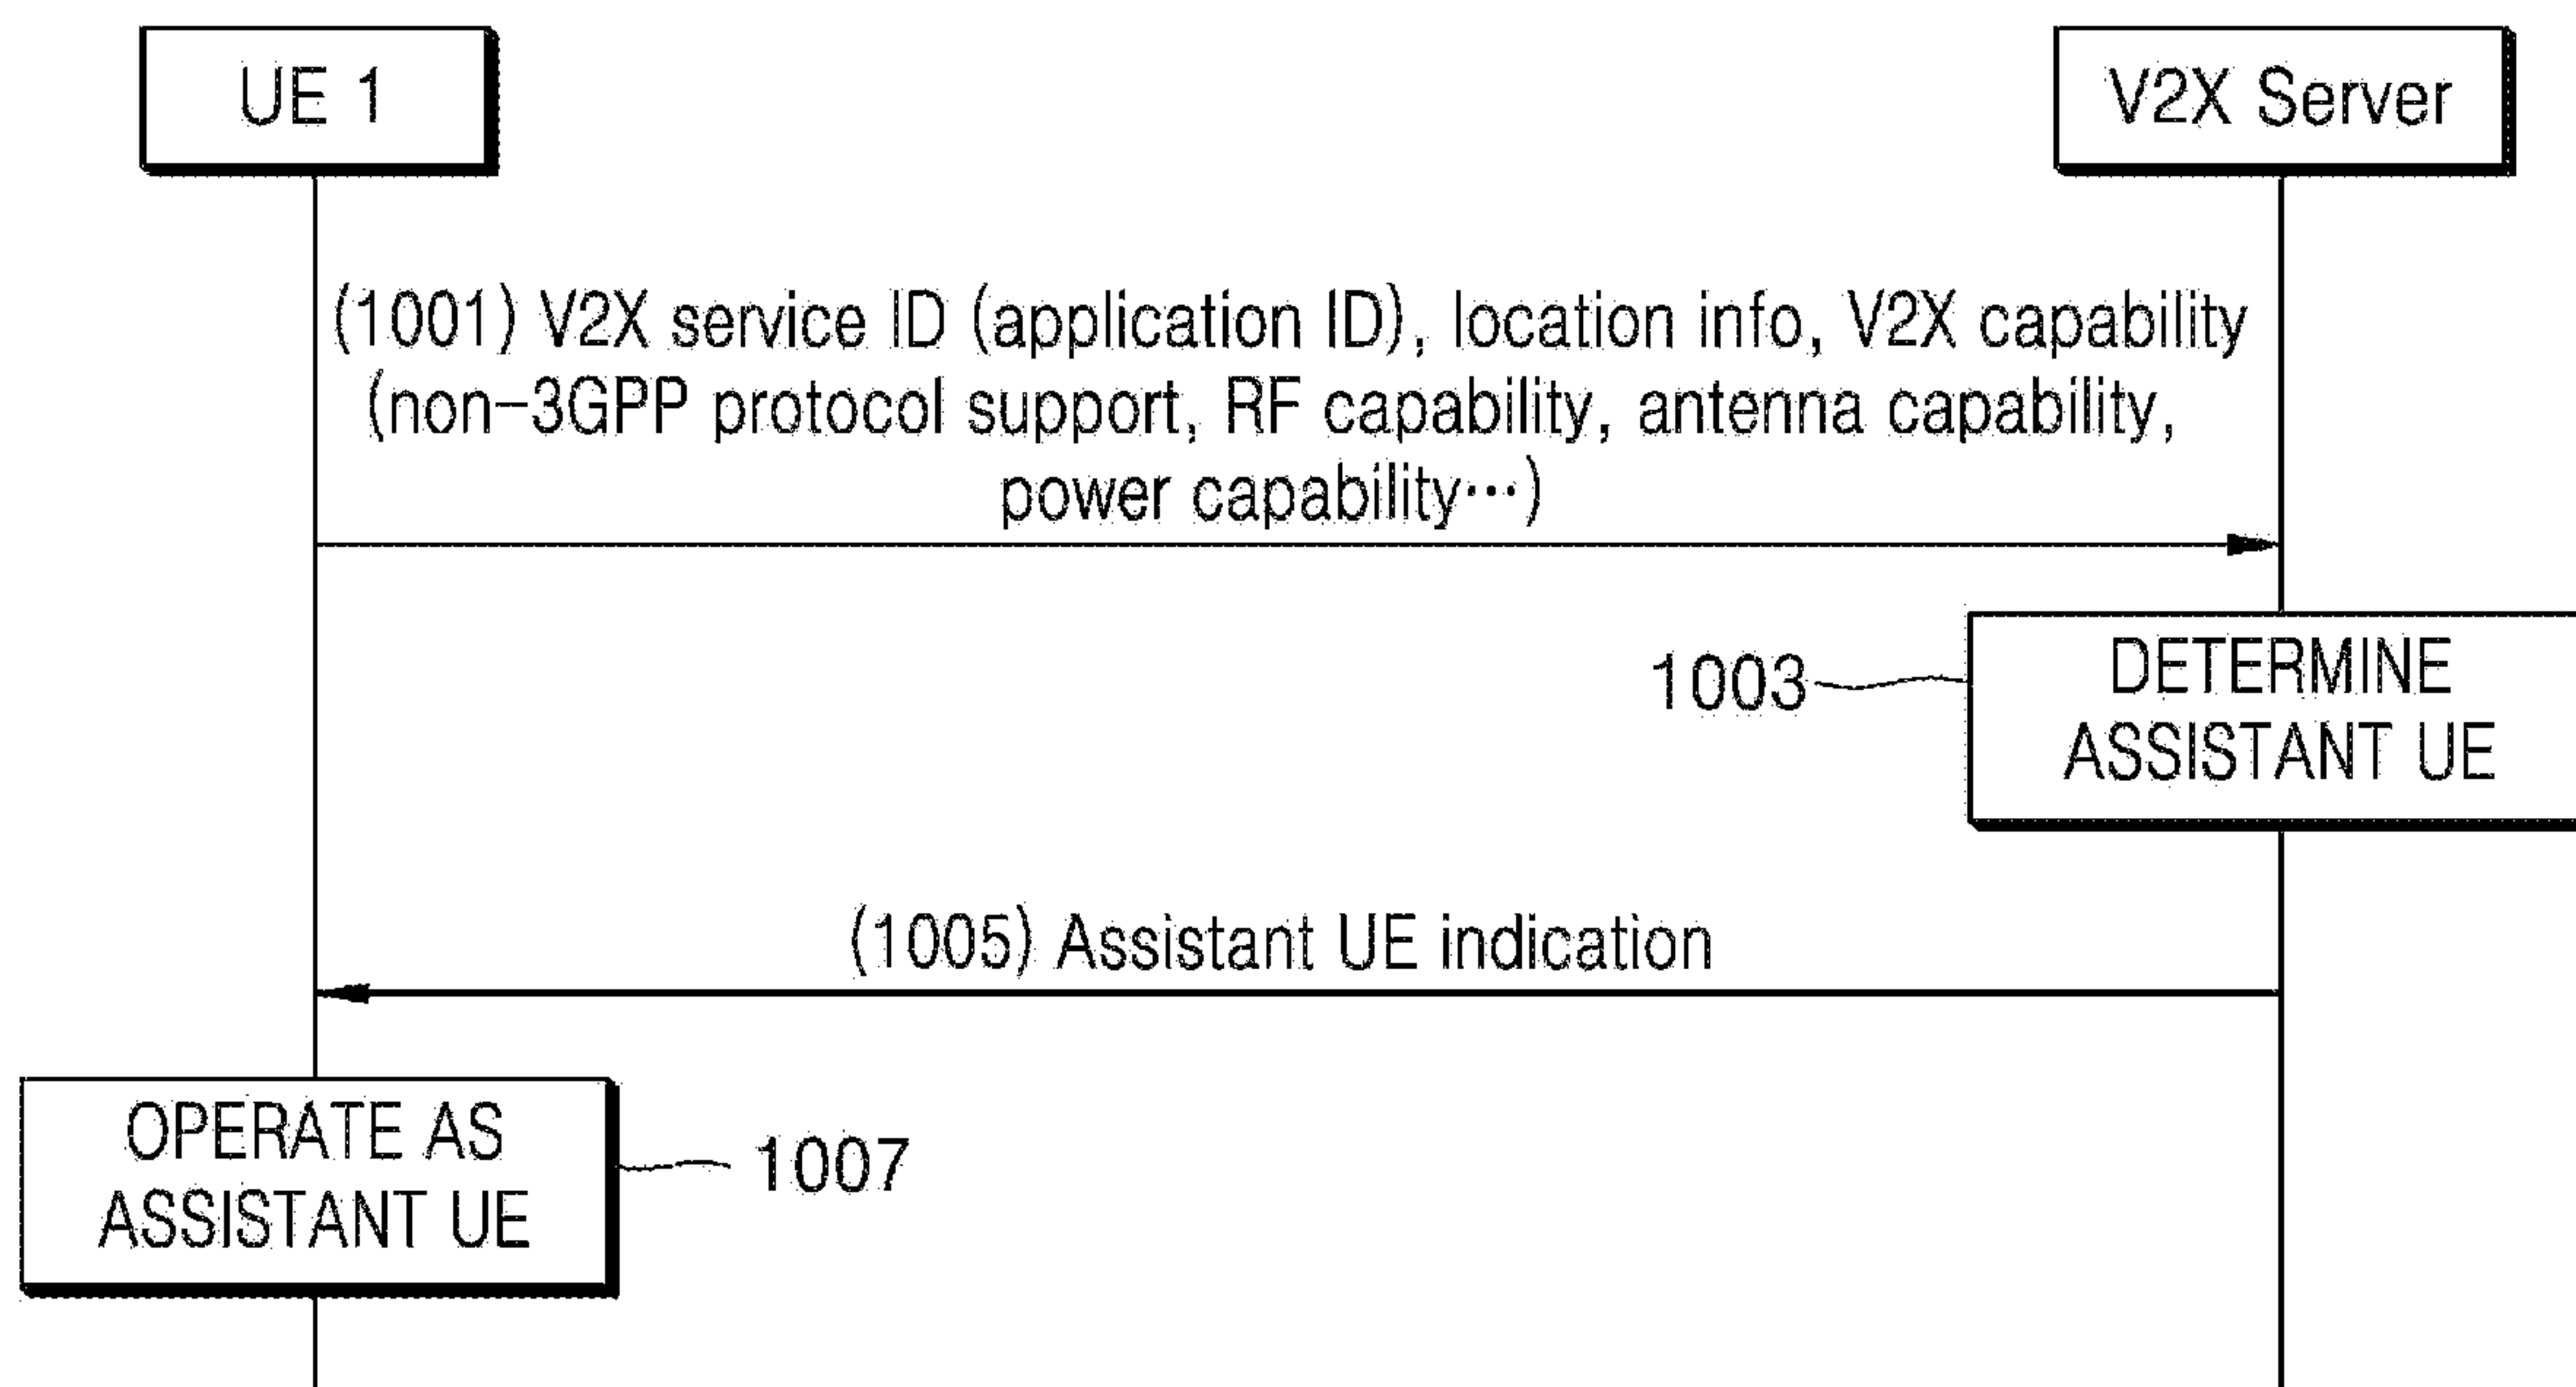 UE 1
V2X Server
(1001) V2X service ID (application ID), location info, V2X capability
(non-3GPP protocol support, RF capability, antenna capability,
power capability···)
1003
DETERMINE
ASSISTANT UE
(1005) Assistant UE indication
OPERATE AS
ASSISTANT UE
1007